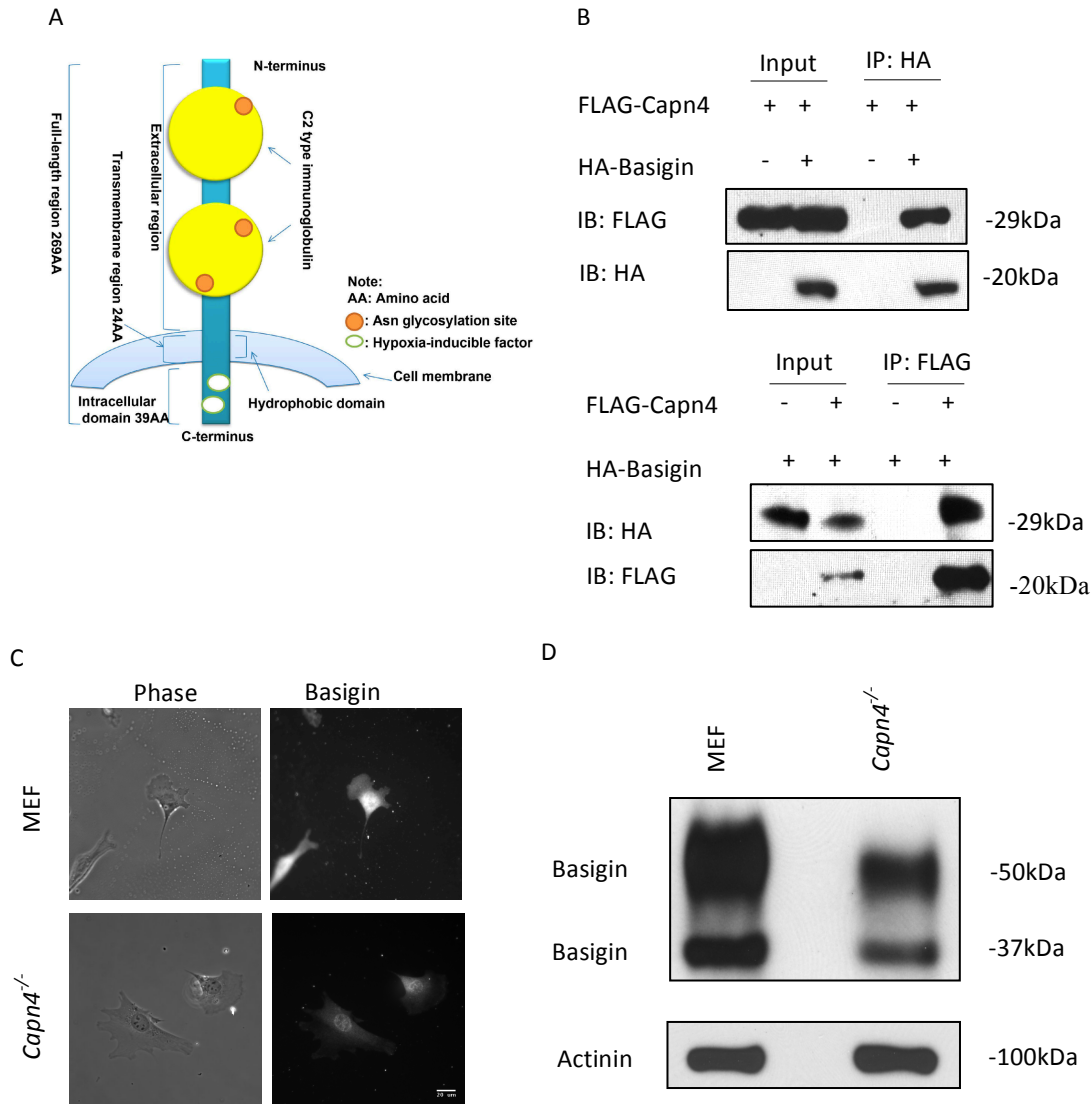 A
N-terminus
Full-length region 269AA
Transmembrane region 24AA
Extracellular region
C2 type immunoglobulin
Note:
AA: Amino acid
: Asn glycosylation site
: Hypoxia-inducible factor
Cell membrane
Hydrophobic domain
Intracellular
domain 39AA
C-terminus
B
Input IP: HA
FLAG-Capn4 + + + +
HA-Basigin - + - +
IB: FLAG -29kDa
IB: HA -20kDa
Input IP: FLAG
FLAG-Capn4 - + - +
HA-Basigin + + + +
IB: HA -29kDa
IB: FLAG -20kDa
C
Phase Basigin
MEF
Capn4-/-
20 um
D
MEF Capn4-/-
Basigin -50kDa
Basigin -37kDa
Actinin -100kDa